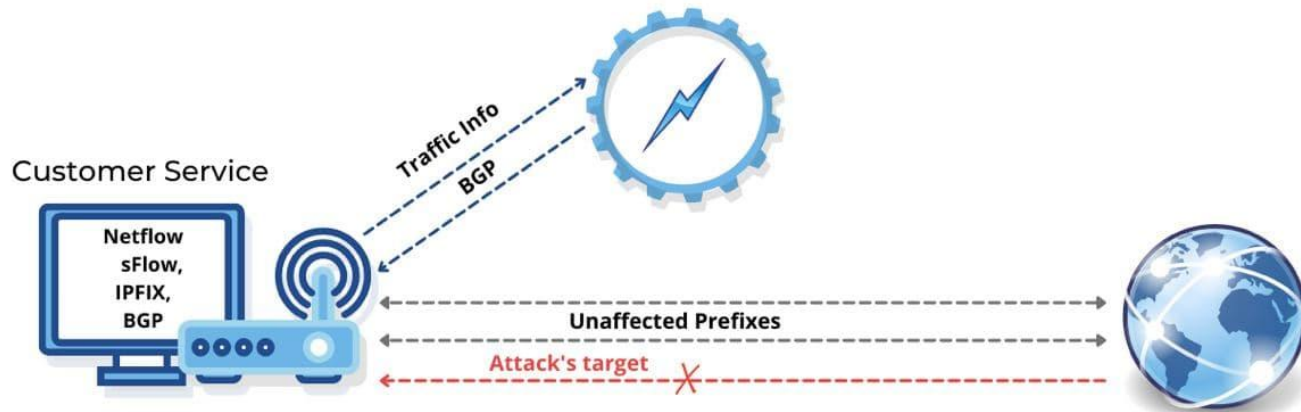 Traffic Info
BGP
Customer Service
Netflow
sFlow,
IPFIX,
BGP
Unaffected Prefixes
Attack's target